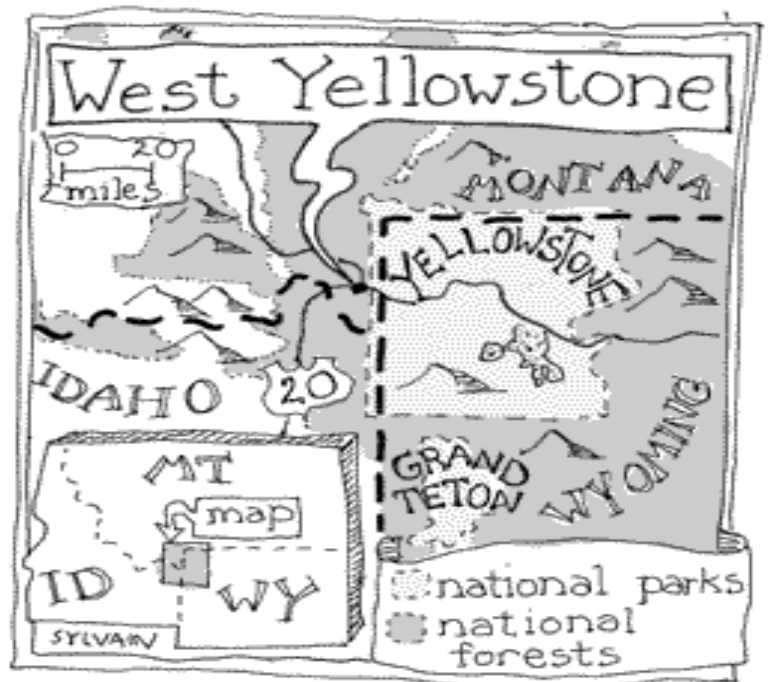 West Yellowstone
0 20
miles
MONTANA
YELLOWSTONE
IDAHO
20
GRAND
TETON
WYOMING
MT
map
ID
WY
SYLVAIN
national parks
national
forests